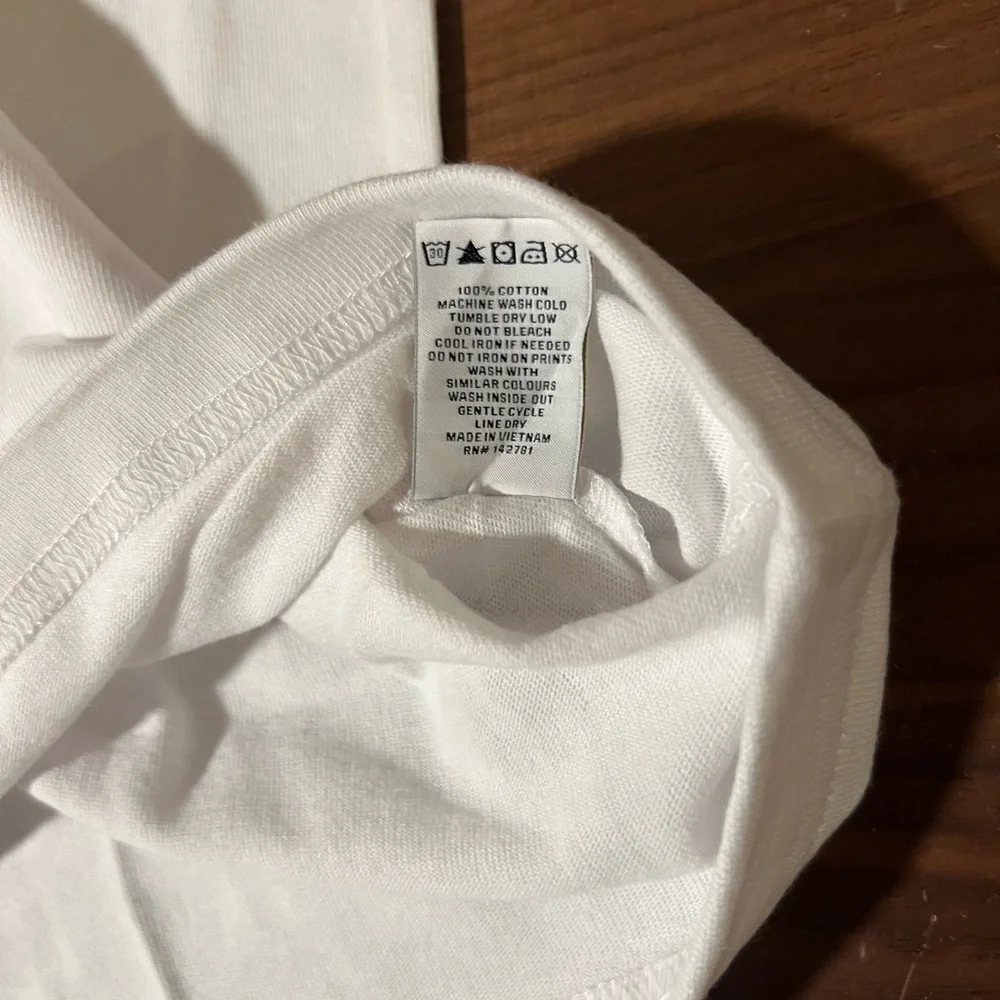 30
100% COTTON
MACHINE WASH COLD
TUMBLE DRY LOW
DO NOT BLEACH
COOL IRON IF NEEDED
DO NOT IRON ON PRINTS
WASH WITH
SIMILAR COLOURS
WASH INSIDE OUT
GENTLE CYCLE
LINE DRY
MADE IN VIETNAM
RN# 142781